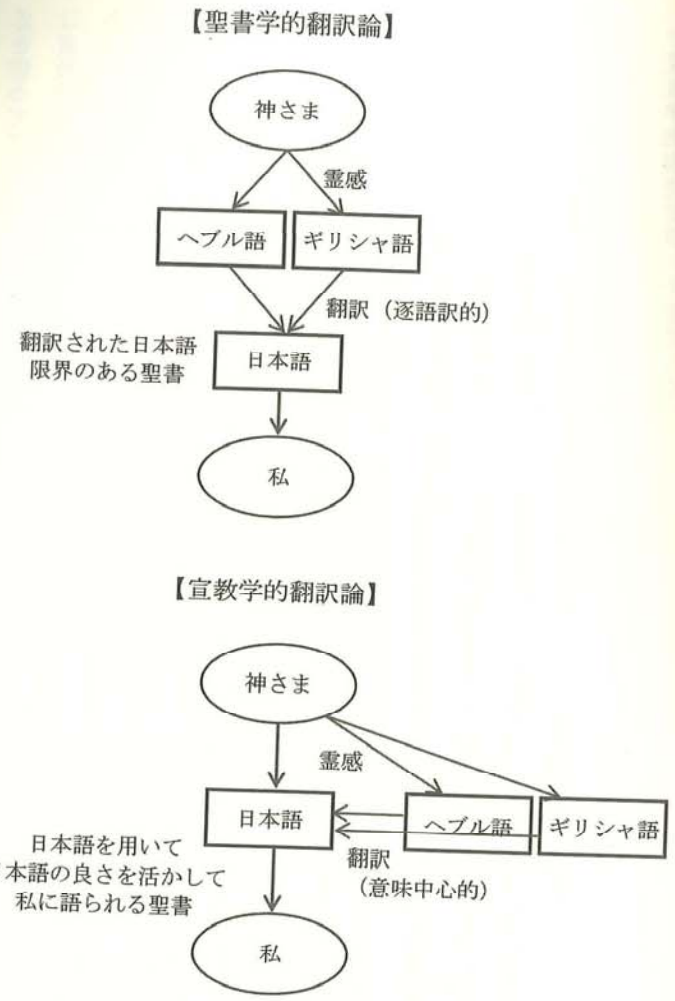 【聖書学的翻訳論】
神さま
霊感
ヘブル語
ギリシャ語
翻訳（逐語訳的）
翻訳された日本語
限界のある聖書
日本語
私
【宣教学的翻訳論】
神さま
霊感
日本語
ヘブル語
ギリシャ語
翻訳
（意味中心的）
日本語を用いて
本語の良さを活かして
私に語られる聖書
私